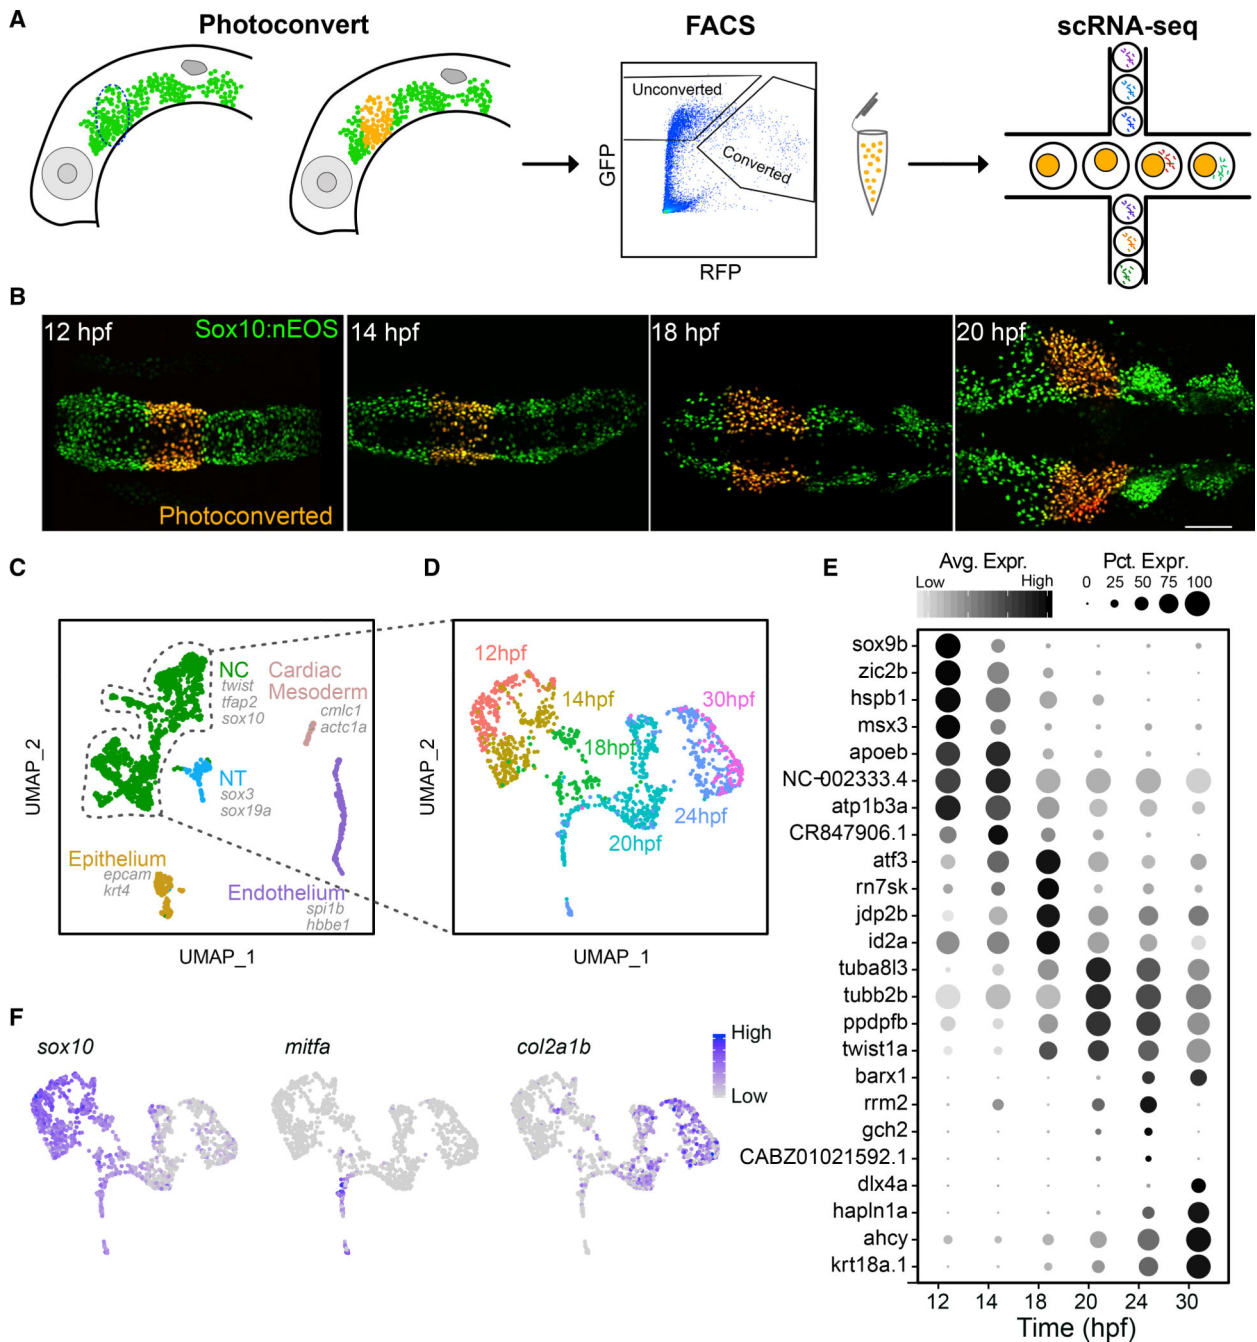 A
Photoconvert
FACS
scRNA-seq
Unconverted
Converted
GFP
RFP
B
12 hpf
Sox10:nEOS
Photoconverted
14 hpf
18 hpf
20 hpf
C
NC
twist
tfap2
sox10
Cardiac
Mesoderm
cmlc1
actc1a
NT
sox3
sox19a
Epithelium
epcam
krt4
Endothelium
spi1b
hbbe1
UMAP_2
UMAP_1
D
12hpf
14hpf
18hpf
30hpf
24hpf
20hpf
UMAP_2
UMAP_1
E
Avg. Expr.
Low
High
Pct. Expr.
0 25 50 75 100
sox9b
zic2b
hspb1
msx3
apoeb
NC-002333.4
atp1b3a
CR847906.1
atf3
rn7sk
jdp2b
id2a
tuba8l3
tubb2b
ppdpfb
twist1a
barx1
rrm2
gch2
CABZ01021592.1
dlx4a
hapln1a
ahcy
krt18a.1
12 14 18 20 24 30
Time (hpf)
F
sox10
mitfa
col2a1b
High
Low